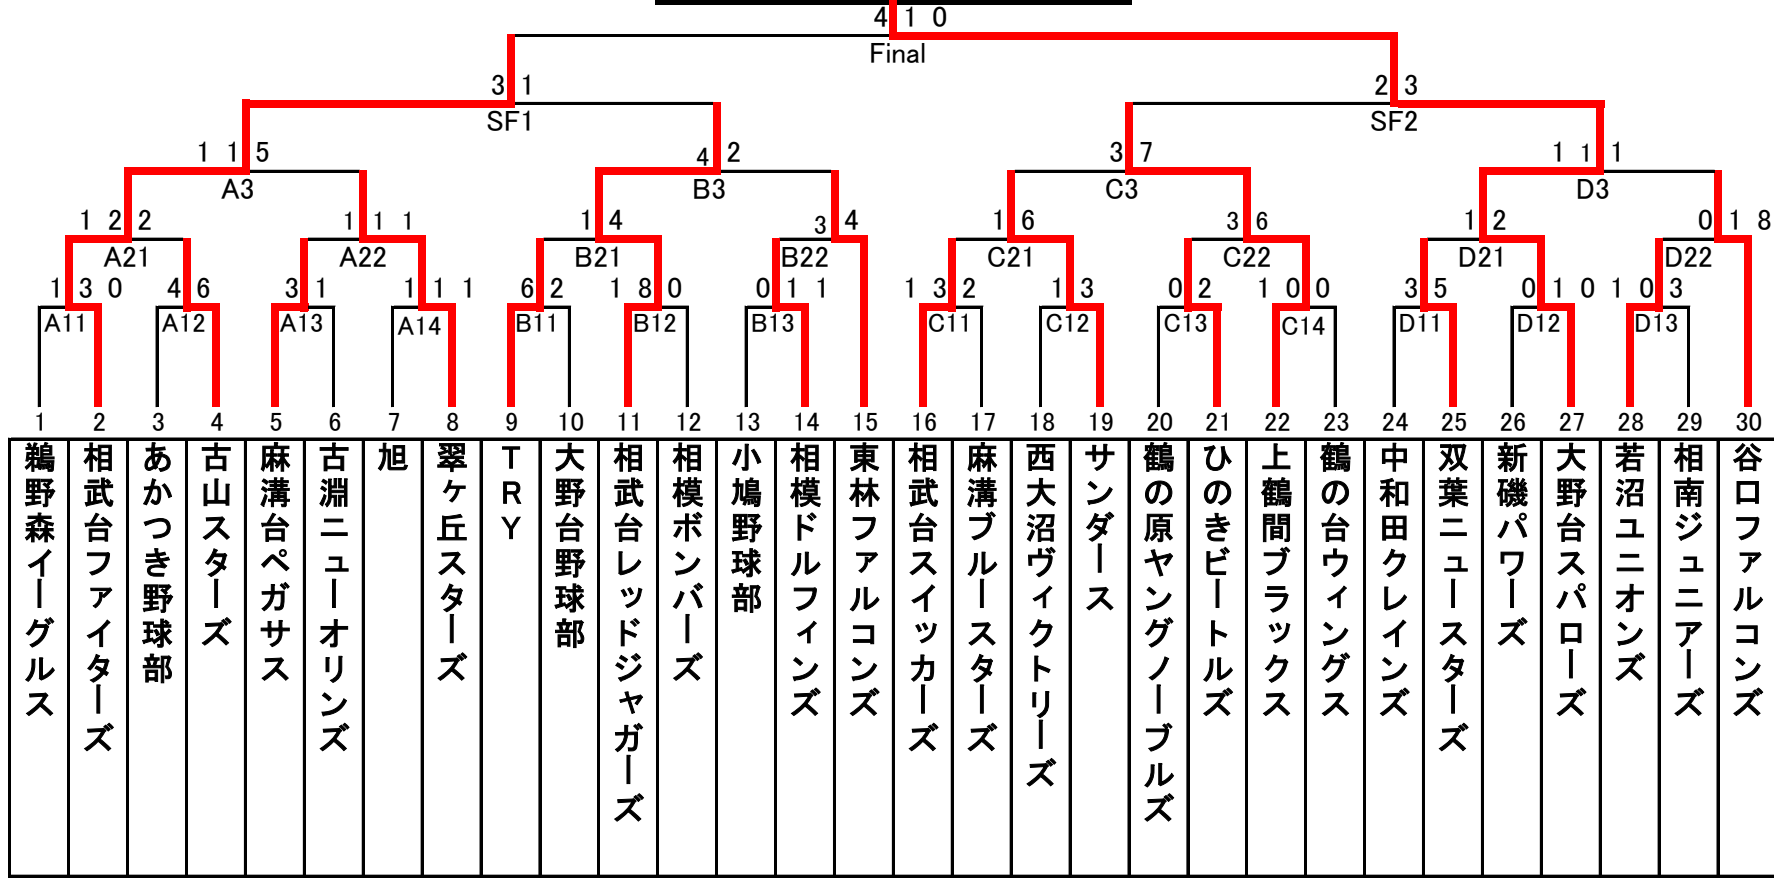 4 1 0
Final
3 1
2 3
SF1
SF2
1 1 5
4 2
3 7
1 1 1
A3
B3
C3
D3
1 2 2
1 1 1
1 4
3 4
1 6
3 6
1 2
0 1 8
A21
A22
B21
B22
C21
C22
D21
D22
1 3 0
4 6
3 1
1 1 1
6 2
1 8 0
0 1 1
1 3 2
1 3
0 2
1 0 0
3 5
0 1 0
1 0 3
A11
A12
A13
A14
B11
B12
B13
C11
C12
C13
C14
D11
D12
D13
1 2 3 4 5 6 7 8 9 10 11 12 13 14 15 16 17 18 19 20 21 22 23 24 25 26 27 28 29 30
鵜野森イーグルス
相武台ファイターズ
あかつき野球部
古山スターズ
麻溝台ペガサス
古淵ニューオリンズ
旭
翠ヶ丘スターズ
TRY
大野台野球部
相武台レッドジャガーズ
相模ボンバーズ
小鳩野球部
相模ドルフィンズ
東林ファルコンズ
相武台スイッカーズ
麻溝ブルースターズ
西大沼ヴィクトリーズ
サンダース
鶴の原ヤングノーブルズ
ひのきビートルズ
上鶴間ブラックス
鶴の台ウィングス
中和田クレインズ
双葉ニュースターズ
新磯パワーズ
大野台スパローズ
若沼ユニオンズ
相南ジュニアーズ
谷口ファルコンズ